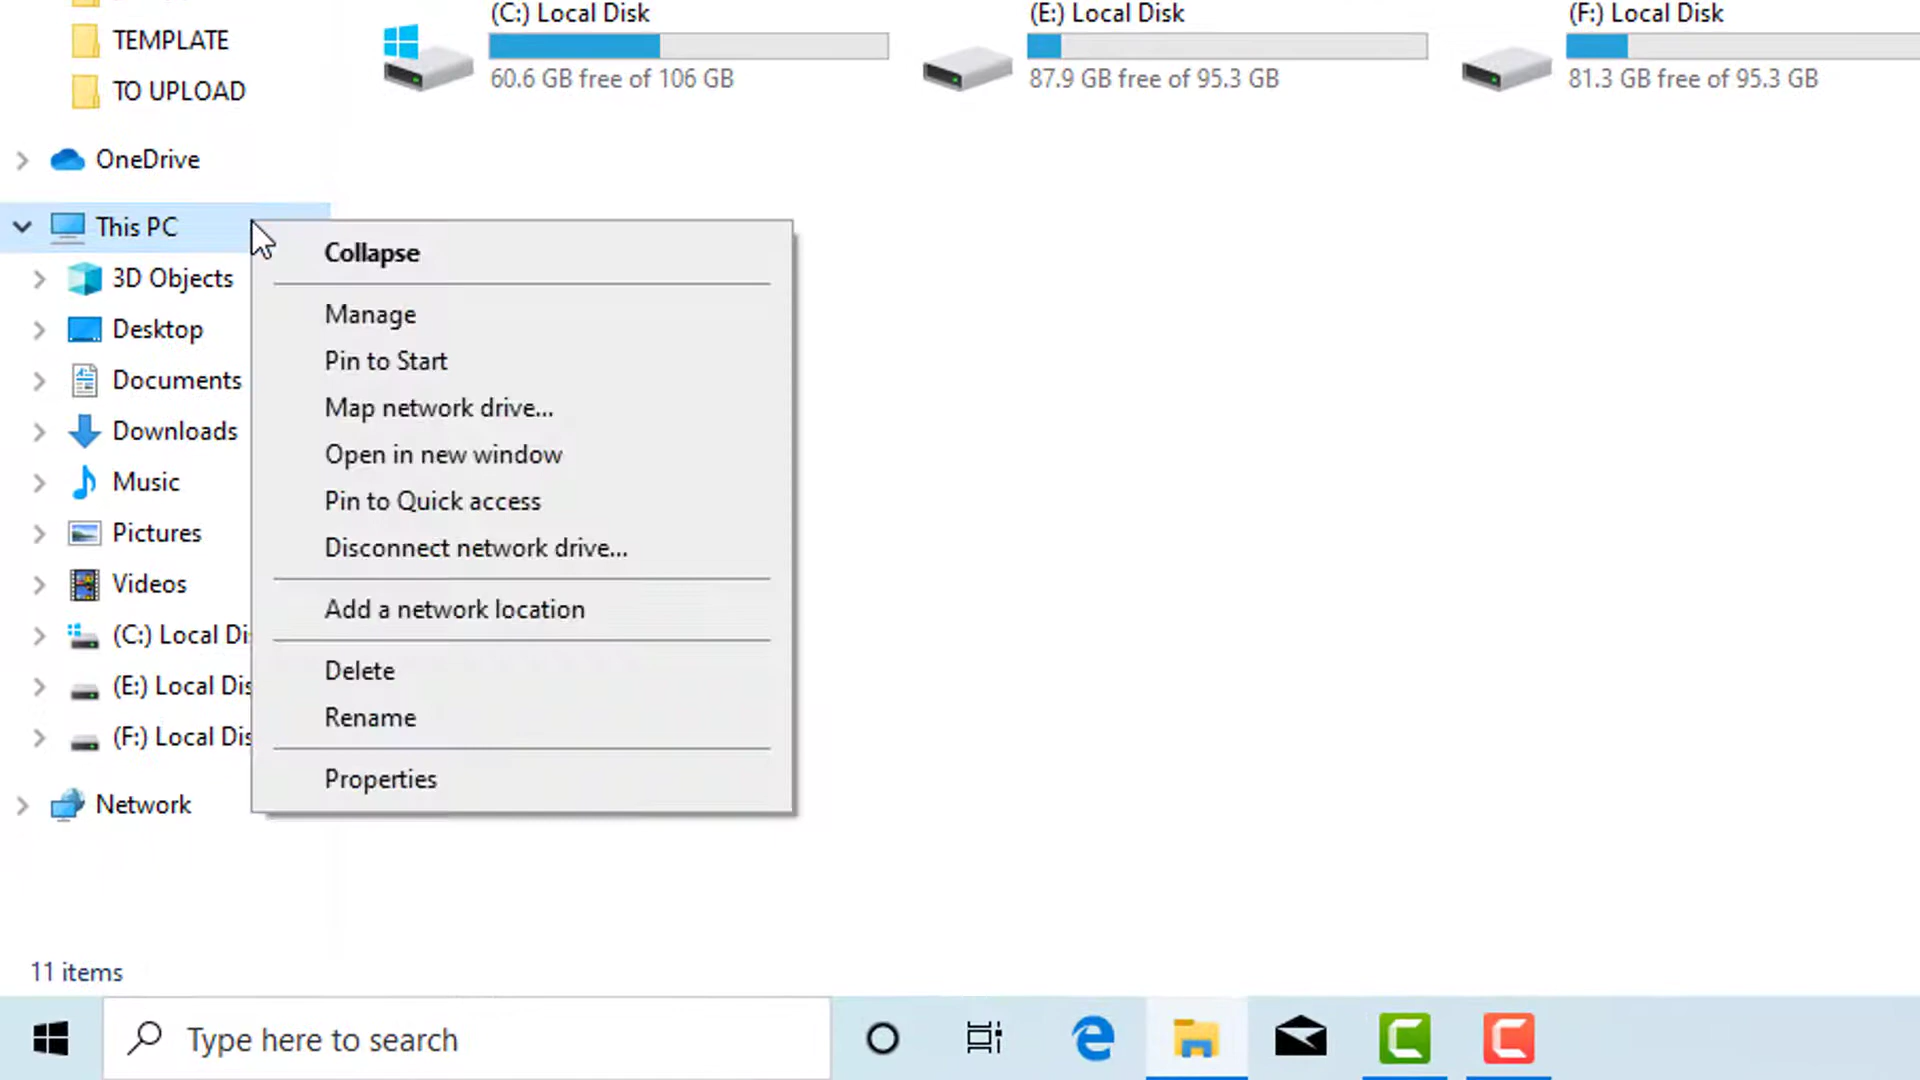 TEMPLATE
TO UPLOAD
OneDrive
This PC
3D Objects
Desktop
Documents
Downloads
Music
Pictures
Videos
(C:) Local Di
(E:) Local Dis
(F:) Local Dis
Network
(C:) Local Disk
60.6 GB free of 106 GB
(E:) Local Disk
87.9 GB free of 95.3 GB
(F:) Local Disk
81.3 GB free of 95.3 GB
Collapse
Manage
Pin to Start
Map network drive...
Open in new window
Pin to Quick access
Disconnect network drive...
Add a network location
Delete
Rename
Properties
11 items
Type here to search